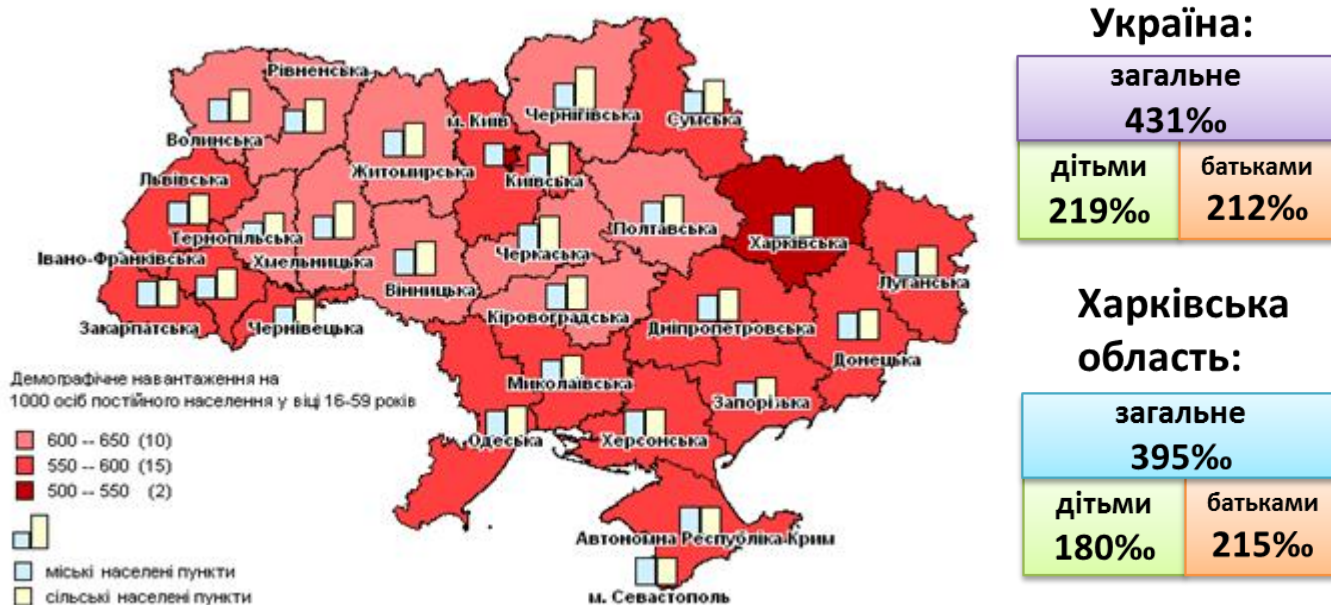 Рівненська
Волинська
Житомирська
м. Київ
Київська
Чернігівська
Сумська
Львівська
Тернопільська
Хмельницька
Вінницька
Черкаська
Полтавська
Харківська
Луганська
Івано-Франківська
Закарпатська
Чернівецька
Кіровоградська
Дніпропетровська
Донецька
Миколаївська
Запорізька
Одеська
Херсонська
Автономна Республіка Крим
м. Севастополь
Демографічне навантаження на
1000 осіб постійного населення у віці 16-59 років
600 -- 650 (10)
550 -- 600 (15)
500 -- 550 (2)
міські населені пункти
сільські населені пункти
Україна:
загальне
431‰
дітьми
219‰
батьками
212‰
Харківська
область:
загальне
395‰
дітьми
180‰
батьками
215‰